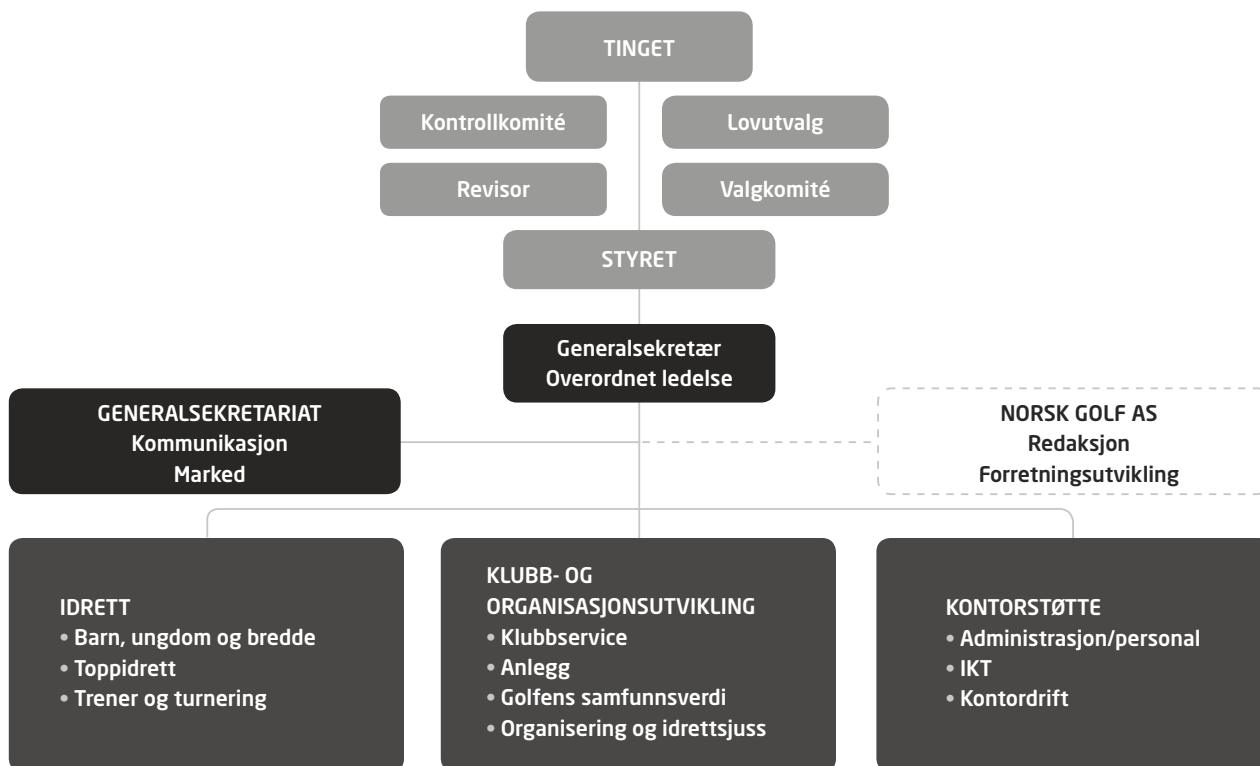 TINGET
Kontrollkomité
Lovutvalg
Revisor
Valgkomité
STYRET
Generalsekretær
Overordnet ledelse
GENERALSEKRETARIAT
Kommunikasjon
Marked
NORSK GOLF AS
Redaksjon
Forretningsutvikling
IDRETT
• Barn, ungdom og bredde
• Toppidrett
• Trener og turnering
KLUBB- OG
ORGANISASJONSUTVIKLING
• Klubbservice
• Anlegg
• Golfens samfunnsverdi
• Organisering og idrettsjuss
KONTORSTØTTE
• Administrasjon/personal
• IKT
• Kontordrift